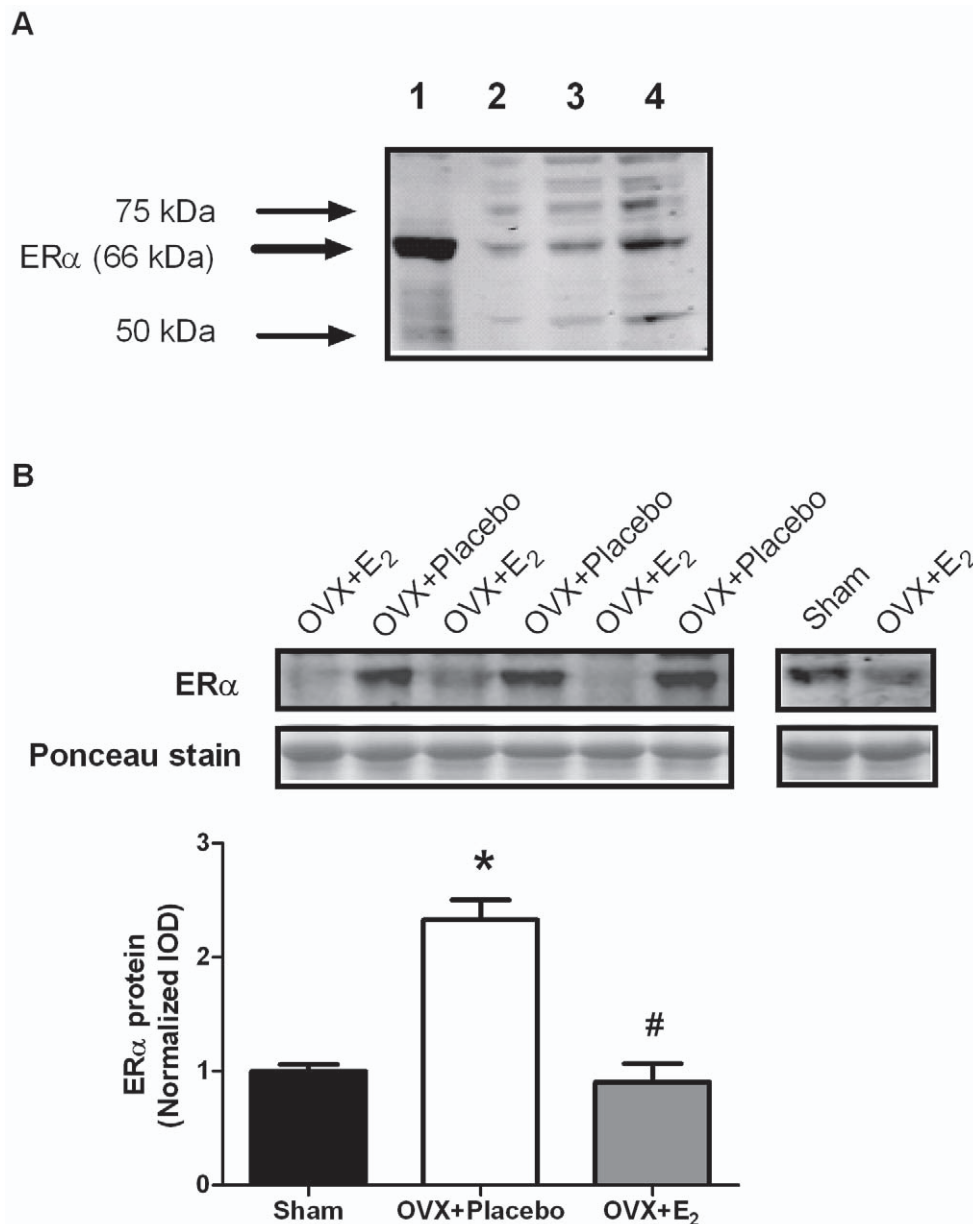 A
1 2 3 4
75 kDa
ERα (66 kDa)
50 kDa
B
OVX+E₂
OVX+Placebo
OVX+E₂
OVX+Placebo
OVX+E₂
OVX+Placebo
Sham
OVX+E₂
ERα
Ponceau stain
ERα protein
(Normalized IOD)
3
2
1
0
*
#
Sham OVX+Placebo OVX+E₂